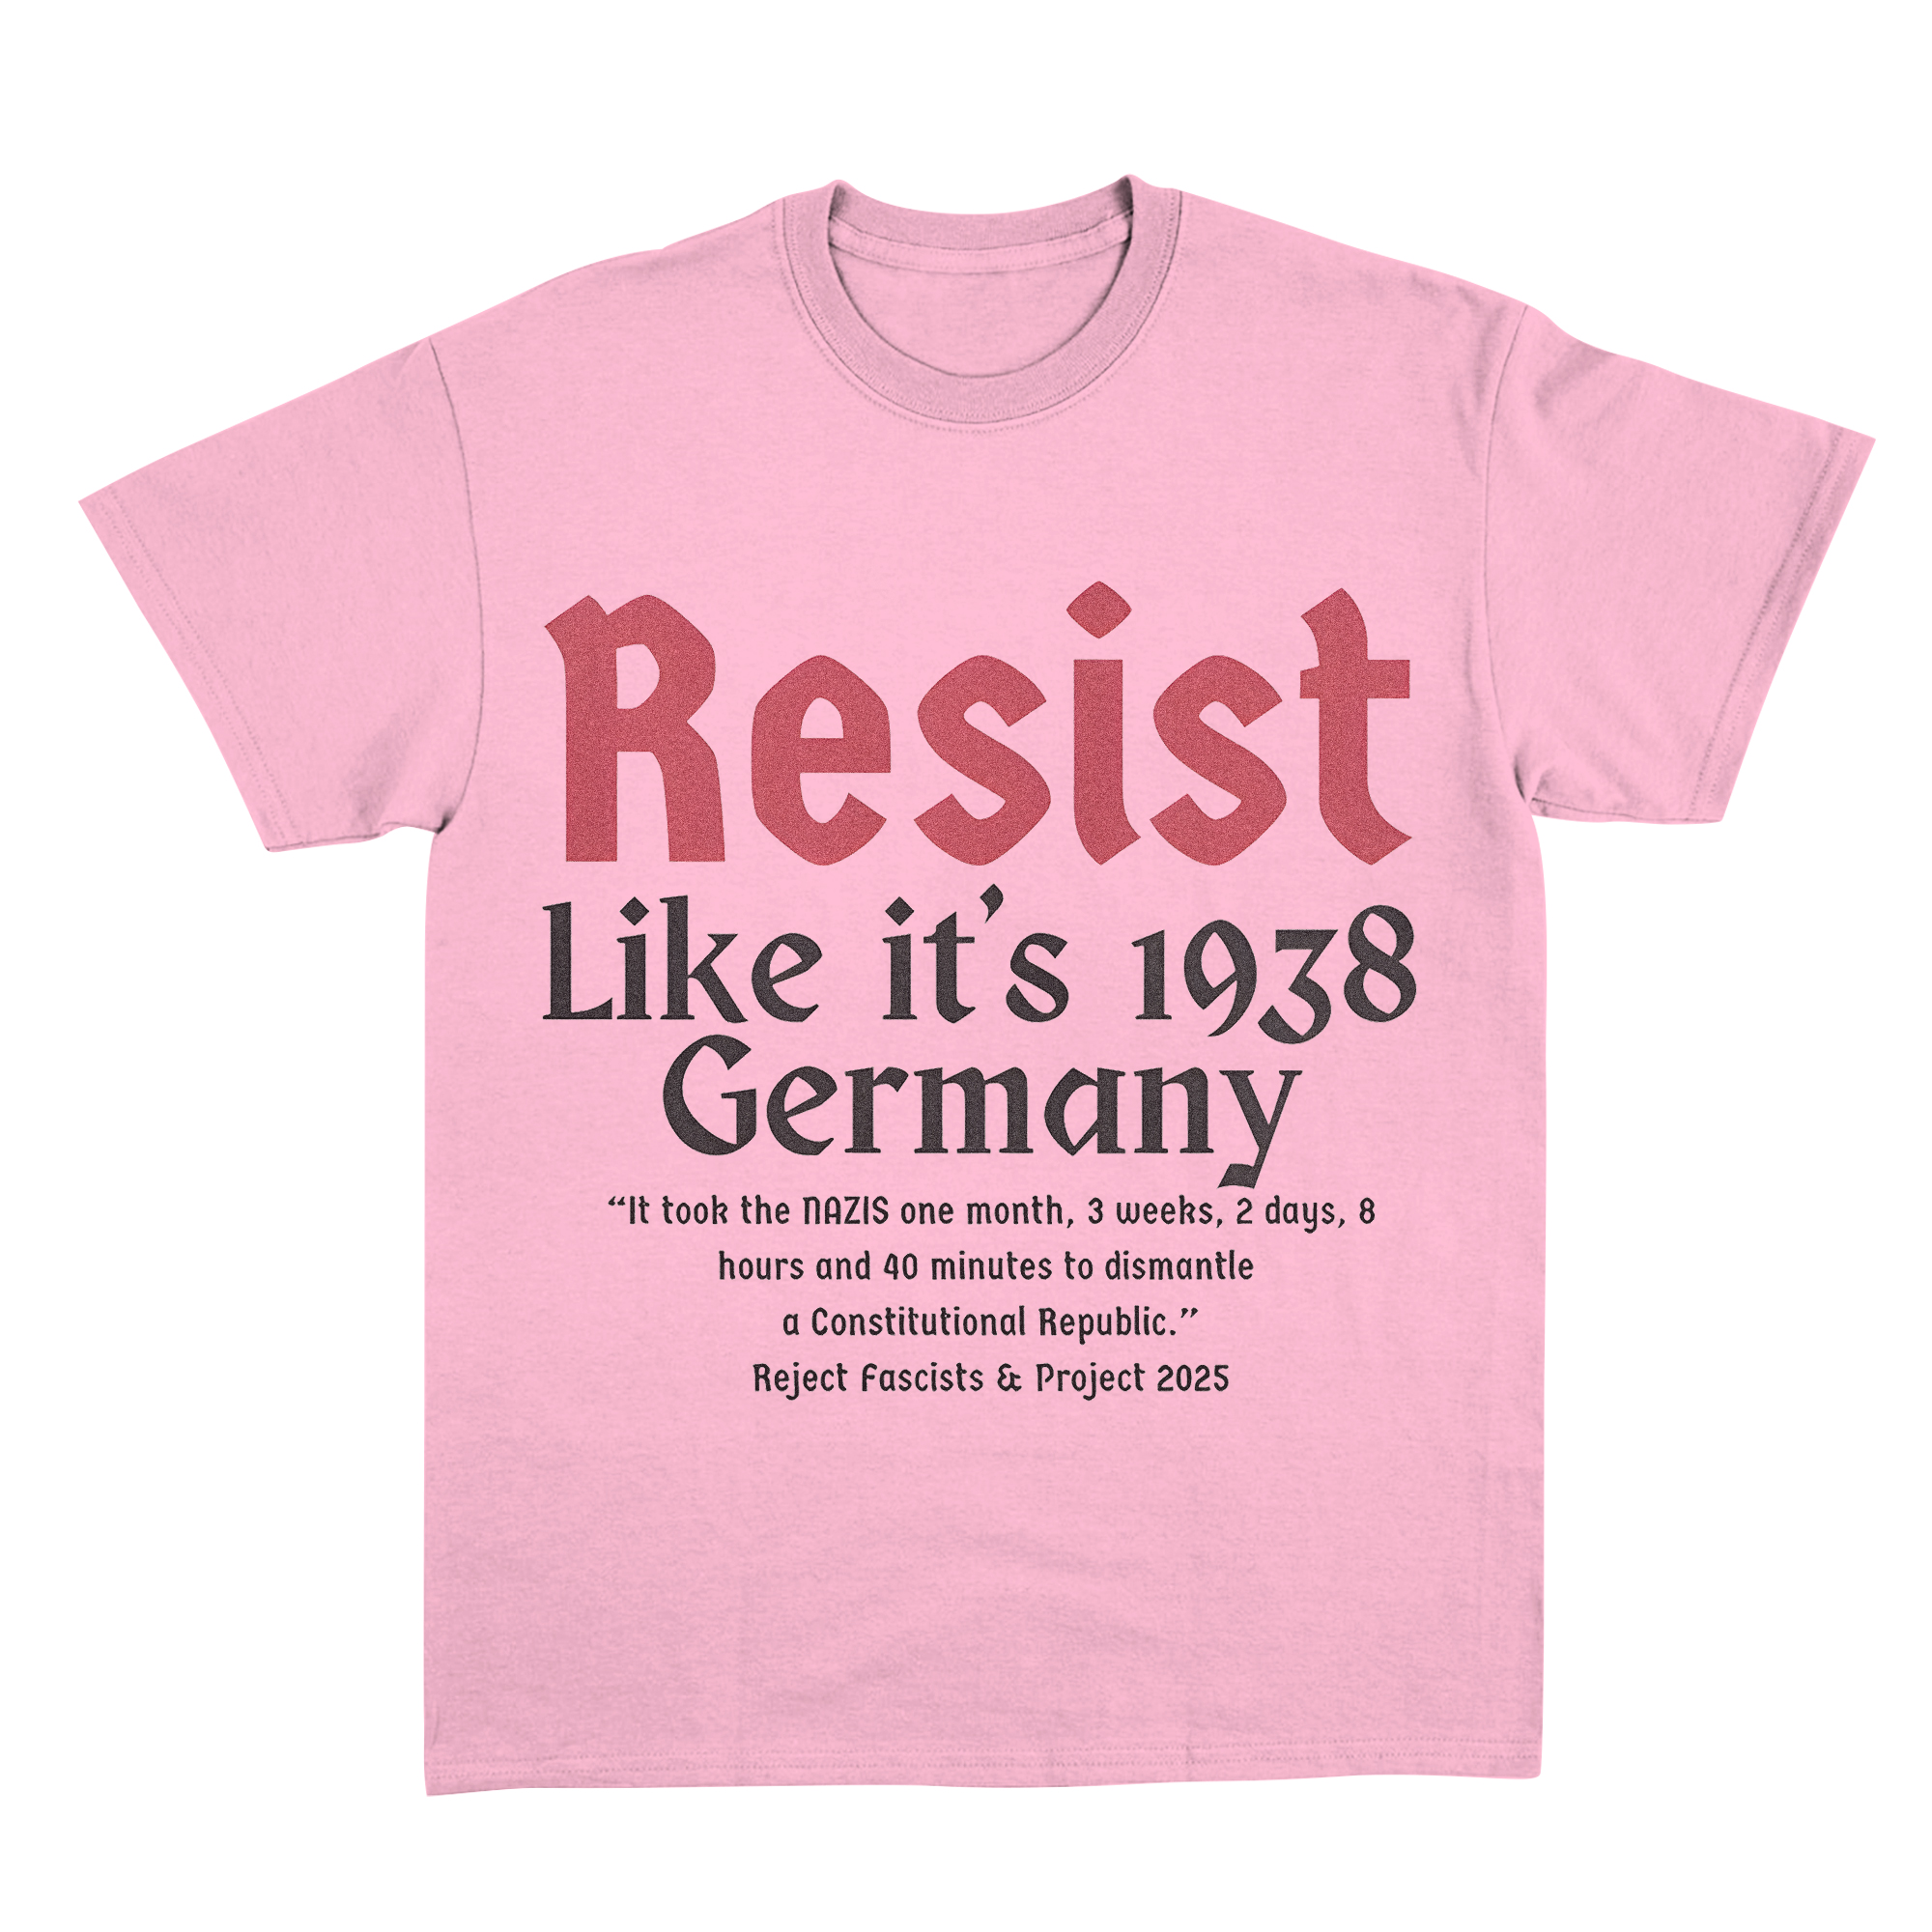 Resist
Like it's 1938
Germany
“It took the NAZIS one month, 3 weeks, 2 days, 8
hours and 40 minutes to dismantle
a Constitutional Republic.”
Reject Fascists & Project 2025